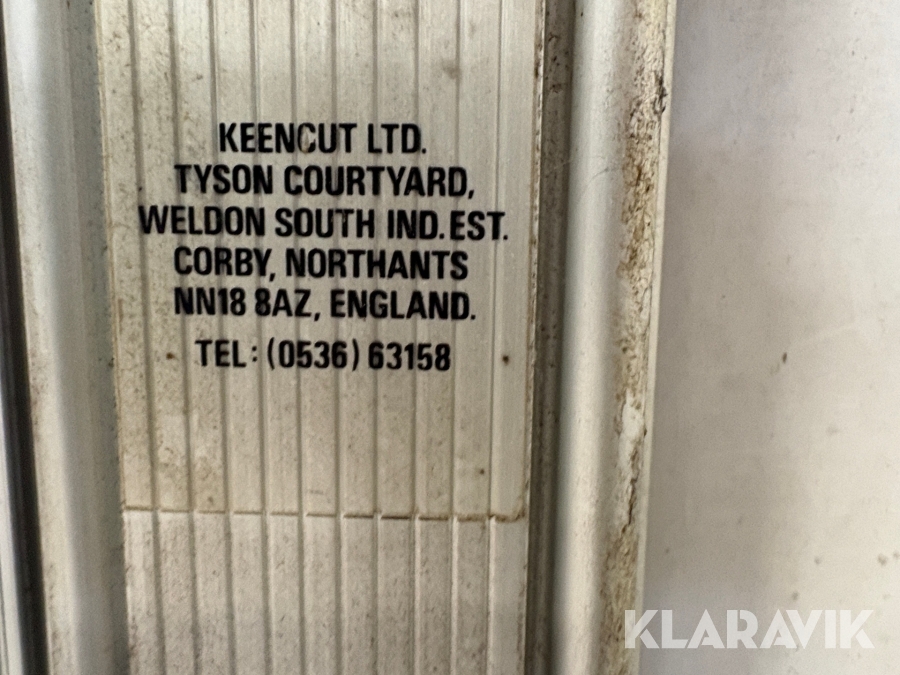 KEENCUT LTD.
TYSON COURTYARD,
WELDON SOUTH IND.EST.
CORBY, NORTHANTS
NN18 8AZ, ENGLAND.
TEL: (0536) 63158
KLARAVIK